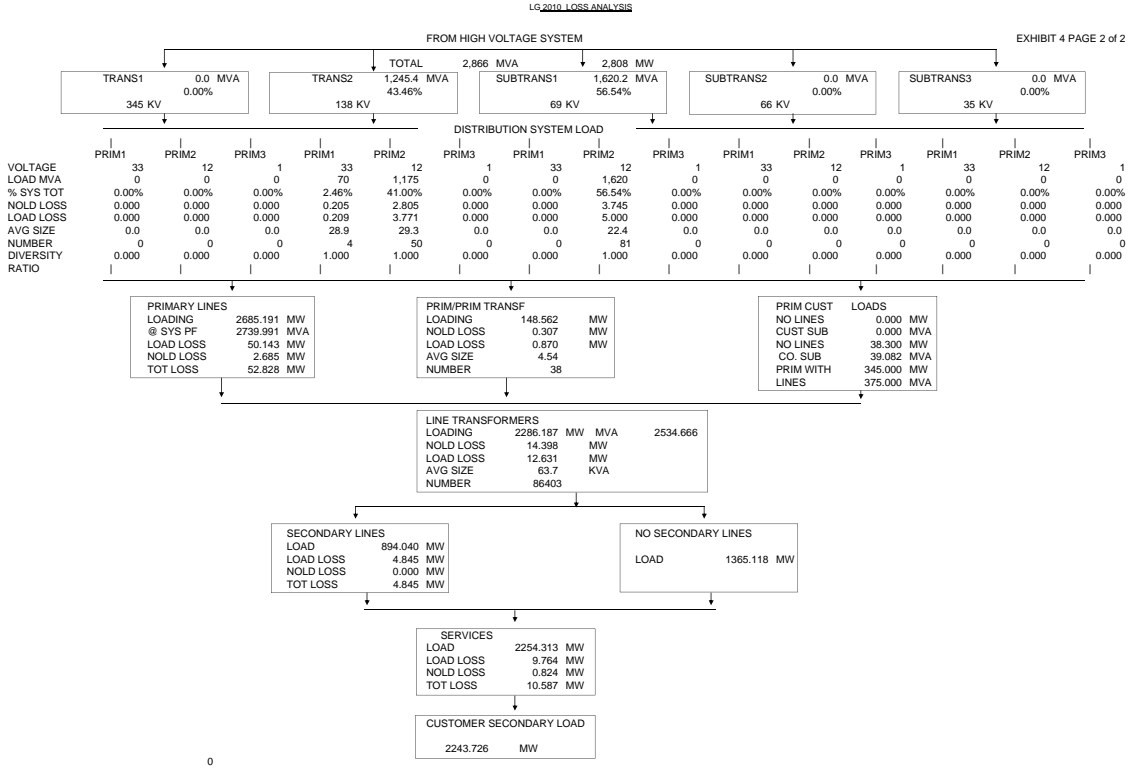 LG 2010 LOSS ANALYSIS
FROM HIGH VOLTAGE SYSTEM EXHIBIT 4 PAGE 2 of 2
TOTAL 2,866 MVA 2,808 MW
TRANS1 0.0 MVA TRANS2 1,245.4 MVA SUBTRANS1 1,620.2 MVA SUBTRANS2 0.0 MVA SUBTRANS3 0.0 MVA
0.00% 43.46% 56.54% 0.00% 0.00%
345 KV 138 KV 69 KV 66 KV 35 KV
DISTRIBUTION SYSTEM LOAD
| | | | | | | | | | | | | | |
PRIM1 PRIM2 PRIM3 PRIM1 PRIM2 PRIM3 PRIM1 PRIM2 PRIM3 PRIM1 PRIM2 PRIM3 PRIM1 PRIM2 PRIM3
VOLTAGE 33 12 1 33 12 1 33 12 1 33 12 1 33 12 1
LOAD MVA 0 0 0 70 1,175 0 0 1,620 0 0 0 0 0 0 0
% SYS TOT 0.00% 0.00% 0.00% 2.46% 41.00% 0.00% 0.00% 56.54% 0.00% 0.00% 0.00% 0.00% 0.00% 0.00% 0.00%
NOLD LOSS 0.000 0.000 0.000 0.205 2.805 0.000 0.000 3.745 0.000 0.000 0.000 0.000 0.000 0.000 0.000
LOAD LOSS 0.000 0.000 0.000 0.209 3.771 0.000 0.000 5.000 0.000 0.000 0.000 0.000 0.000 0.000 0.000
AVG SIZE 0.0 0.0 0.0 28.9 29.3 0.0 0.0 22.4 0.0 0.0 0.0 0.0 0.0 0.0 0.0
NUMBER 0 0 0 4 50 0 0 81 0 0 0 0 0 0 0
DIVERSITY 0.000 0.000 0.000 1.000 1.000 0.000 0.000 1.000 0.000 0.000 0.000 0.000 0.000 0.000 0.000
RATIO | | | | | | | | | | | | | | |
PRIMARY LINES
LOADING 2685.191 MW
@ SYS PF 2739.991 MVA
LOAD LOSS 50.143 MW
NOLD LOSS 2.685 MW
TOT LOSS 52.828 MW
PRIM/PRIM TRANSF
LOADING 148.562 MW
NOLD LOSS 0.307 MW
LOAD LOSS 0.870 MW
AVG SIZE 4.54
NUMBER 38
PRIM CUST LOADS
NO LINES 0.000 MW
CUST SUB 0.000 MVA
NO LINES 38.300 MW
CO. SUB 39.082 MVA
PRIM WITH 345.000 MW
LINES 375.000 MVA
LINE TRANSFORMERS
LOADING 2286.187 MW MVA 2534.666
NOLD LOSS 14.398 MW
LOAD LOSS 12.631 MW
AVG SIZE 63.7 KVA
NUMBER 86403
SECONDARY LINES
LOAD 894.040 MW
LOAD LOSS 4.845 MW
NOLD LOSS 0.000 MW
TOT LOSS 4.845 MW
NO SECONDARY LINES
LOAD 1365.118 MW
SERVICES
LOAD 2254.313 MW
LOAD LOSS 9.764 MW
NOLD LOSS 0.824 MW
TOT LOSS 10.587 MW
CUSTOMER SECONDARY LOAD
2243.726 MW
0